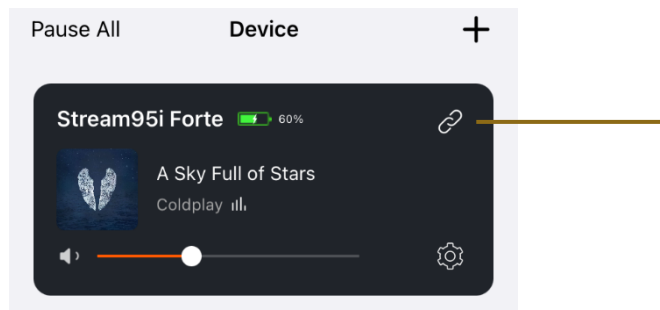 Pause All Device +
Stream95i Forte 60%
A Sky Full of Stars
Coldplay